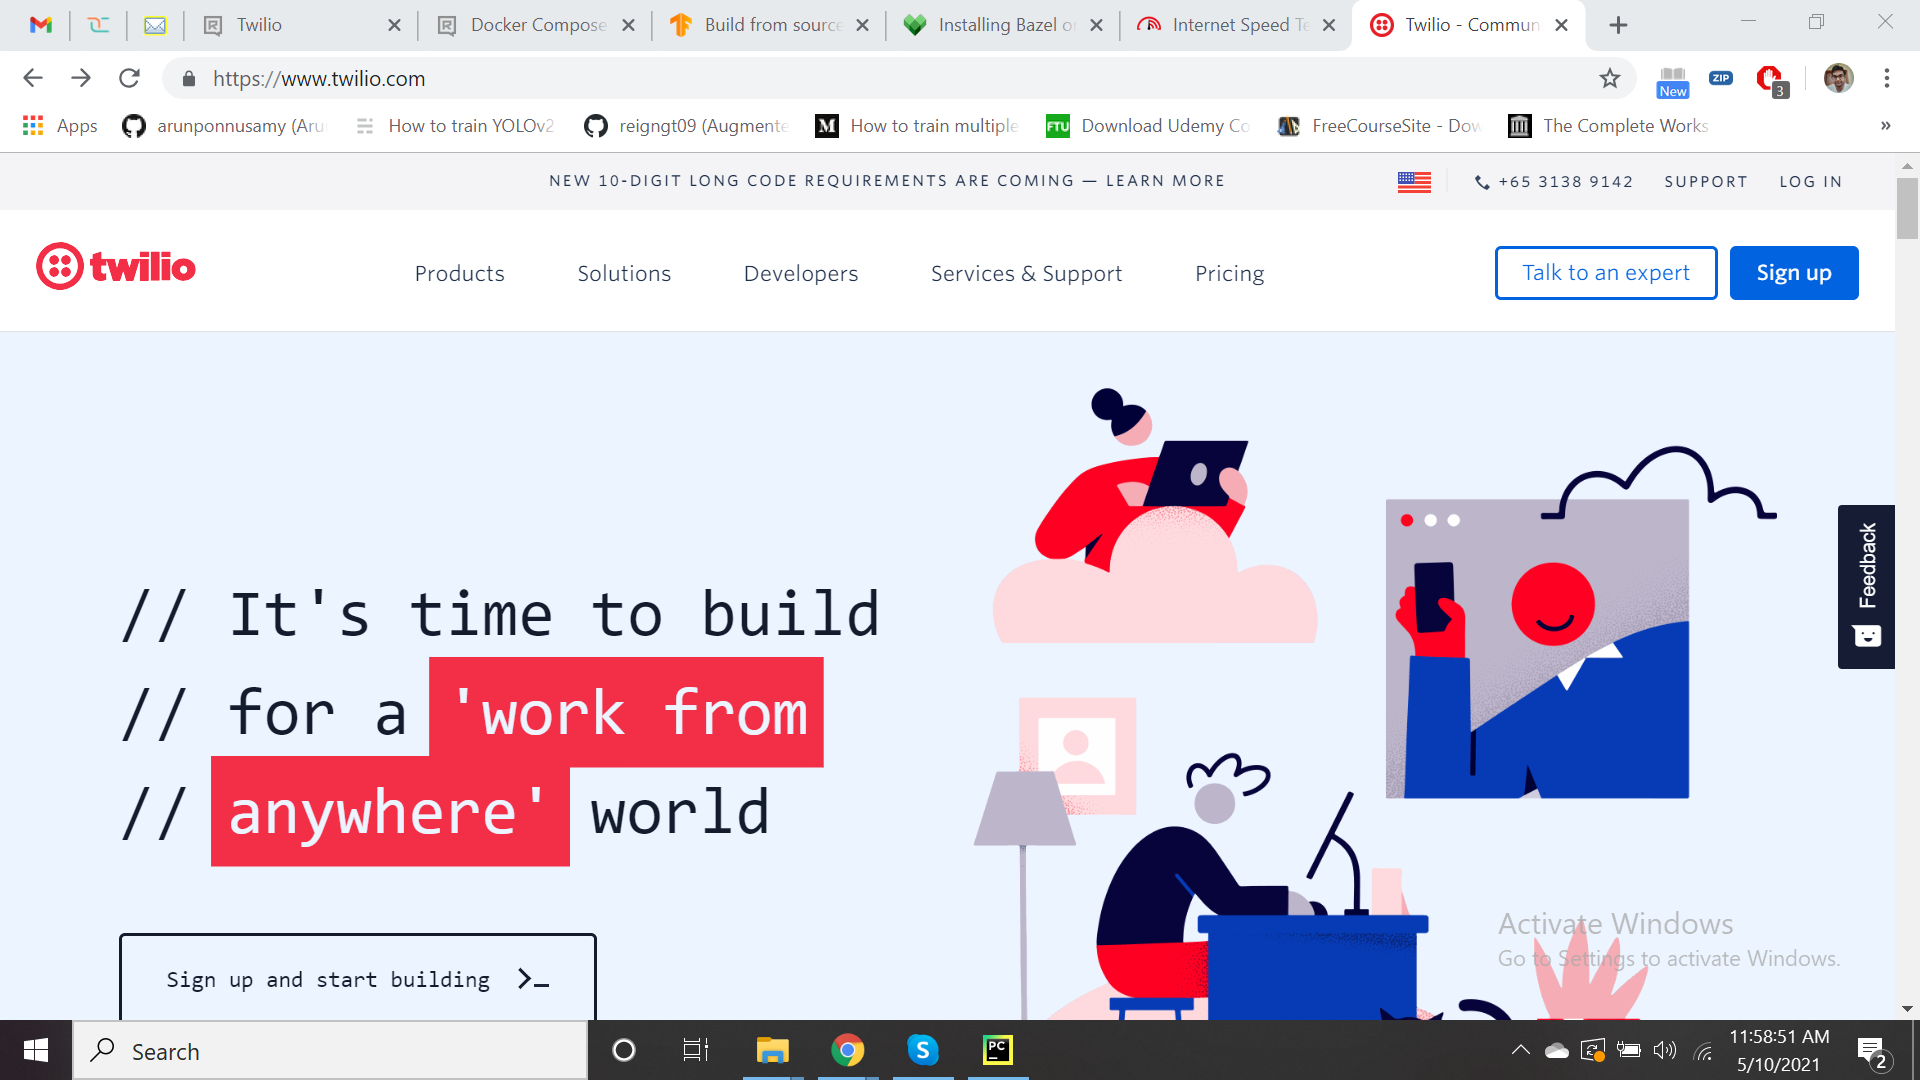 Twilio
Docker Compose
Build from source
Installing Bazel or
Internet Speed Te
Twilio - Commun
https://www.twilio.com
New
ZIP
3
Apps
arunponnusamy (Aru
How to train YOLOv2
reigngt09 (Augmente
M
How to train multiple
FTU
Download Udemy Co
FreeCourseSite - Dow
The Complete Works
»
NEW 10-DIGIT LONG CODE REQUIREMENTS ARE COMING — LEARN MORE
+65 3138 9142
SUPPORT
LOG IN
twilio
Products
Solutions
Developers
Services & Support
Pricing
Talk to an expert
Sign up
// It's time to build
// for a 'work from
// anywhere' world
Sign up and start building >_
Feedback
Activate Windows
Go to Settings to activate Windows.
Search
S
PC
11:58:51 AM
5/10/2021
2